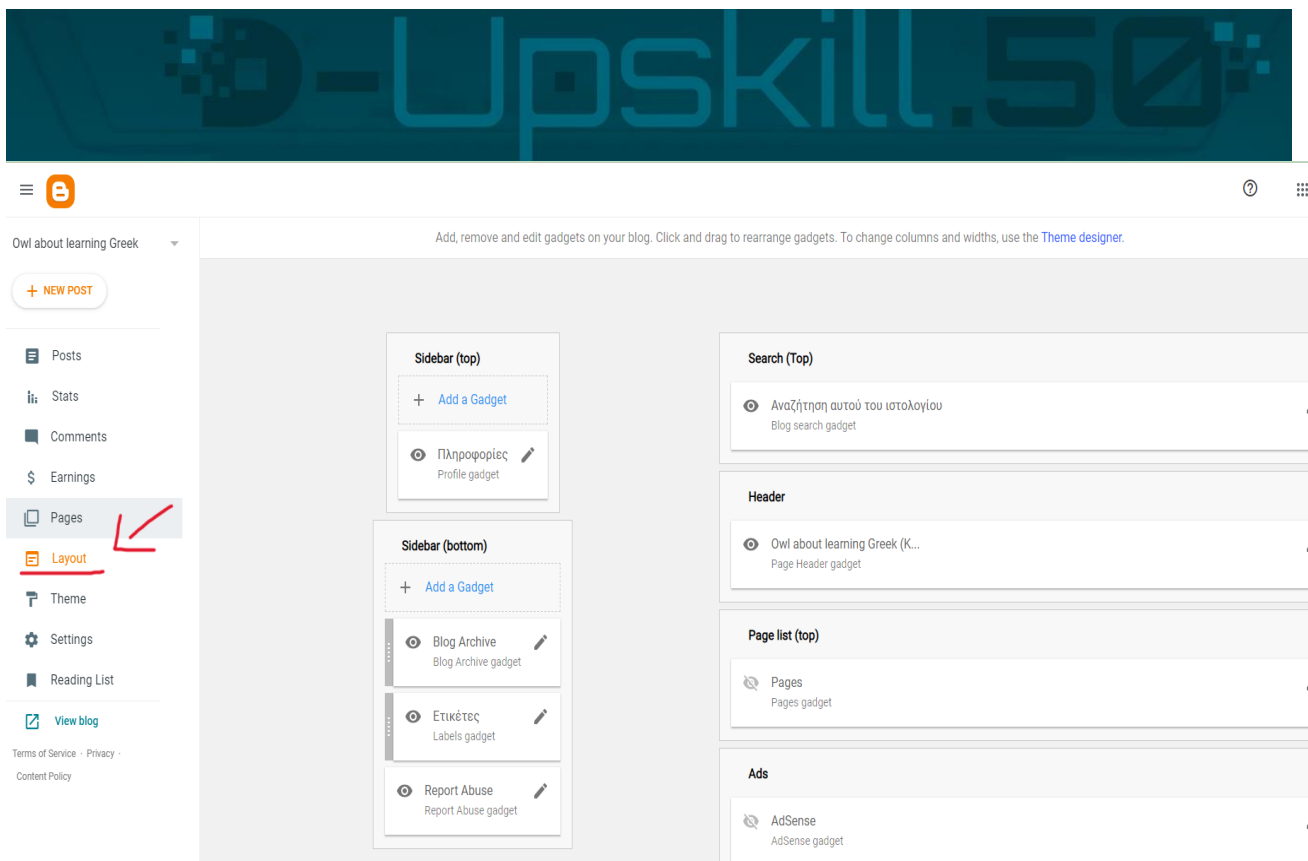 D-Upskill.50
Owl about learning Greek
Add, remove and edit gadgets on your blog. Click and drag to rearrange gadgets. To change columns and widths, use the Theme designer.
NEW POST
Posts
Stats
Comments
Earnings
Pages
Layout
Theme
Settings
Reading List
View blog
Terms of Service · Privacy ·
Content Policy
Sidebar (top)
Add a Gadget
Πληροφορίες
Profile gadget
Sidebar (bottom)
Add a Gadget
Blog Archive
Blog Archive gadget
Ετικέτες
Labels gadget
Report Abuse
Report Abuse gadget
Search (Top)
Αναζήτηση αυτού του ιστολογίου
Blog search gadget
Header
Owl about learning Greek (K...
Page Header gadget
Page list (top)
Pages
Pages gadget
Ads
AdSense
AdSense gadget